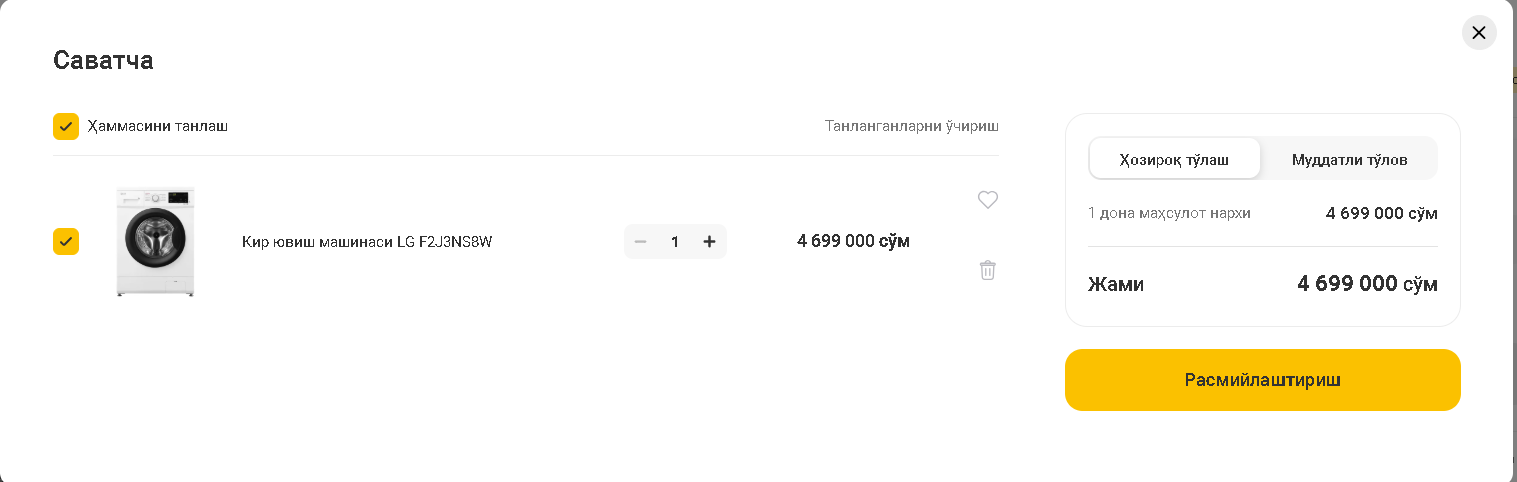 Саватча
Ҳаммасини танлаш
Танланганларни ўчириш
Кир ювиш машинаси LG F2J3NS8W
1
4 699 000 сўм
Ҳозироқ тўлаш
Муддатли тўлов
1 дона маҳсулот нархи
4 699 000 сўм
Жами
4 699 000 сўм
Расмийлаштириш